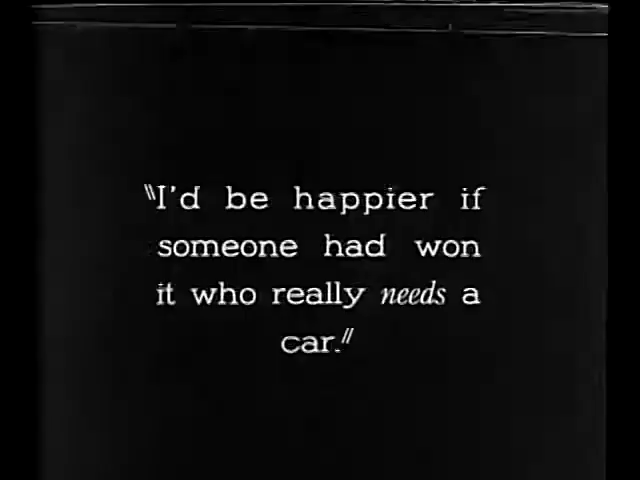 "I'd be happier if
someone had won
it who really needs a
car."